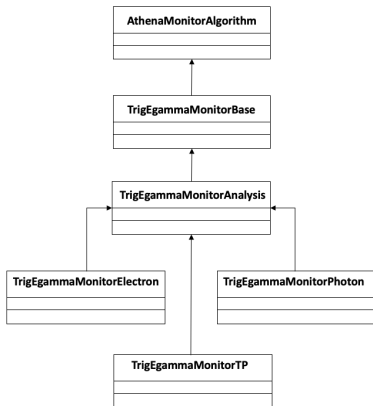 AthenaMonitorAlgorithm
TrigEgammaMonitorBase
TrigEgammaMonitorAnalysis
TrigEgammaMonitorElectron
TrigEgammaMonitorPhoton
TrigEgammaMonitorTP